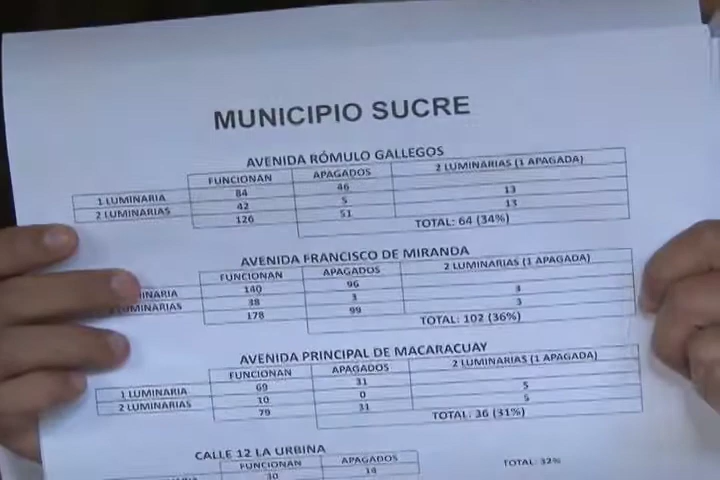 MUNICIPIO SUCRE
AVENIDA RÓMULO GALLEGOS
FUNCIONAN APAGADOS 2 LUMINARIAS (1 APAGADA)
1 LUMINARIA 84 46
2 LUMINARIAS 42 5 13
126 51 13
TOTAL: 64 (34%)
AVENIDA FRANCISCO DE MIRANDA
FUNCIONAN APAGADOS 2 LUMINARIAS (1 APAGADA)
INARIA 140 96
LUMINARIAS 38 3 3
178 99 3
TOTAL: 102 (36%)
AVENIDA PRINCIPAL DE MACARACUAY
FUNCIONAN APAGADOS 2 LUMINARIAS (1 APAGADA)
1 LUMINARIA 69 31
2 LUMINARIAS 10 0 5
79 31 5
TOTAL: 36 (31%)
CALLE 12 LA URBINA
FUNCIONAN APAGADOS TOTAL: 32%
30 14